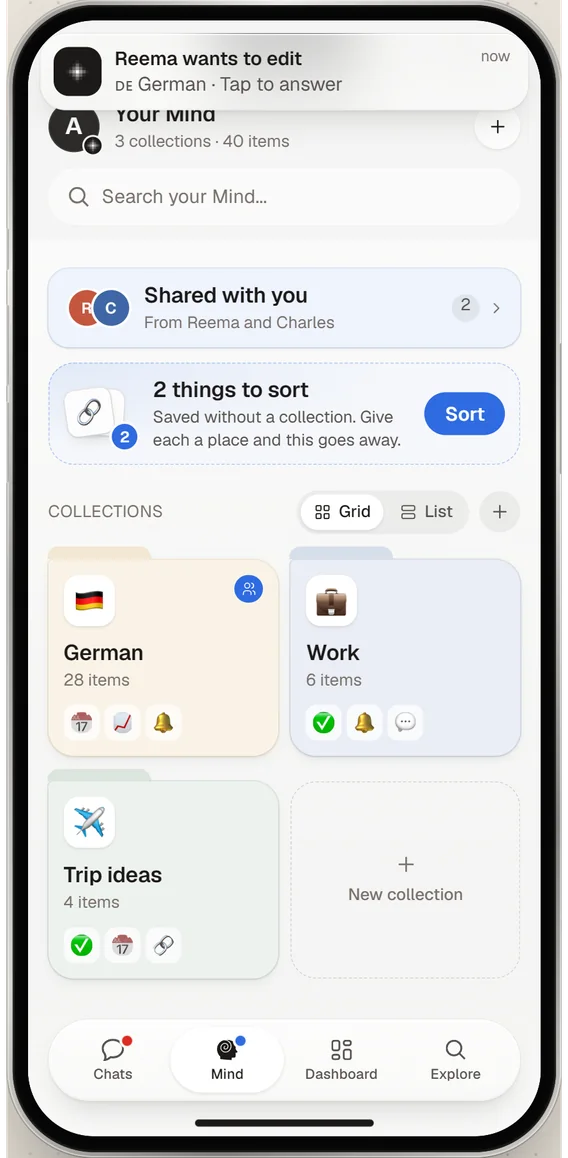 Reema wants to edit
now
DE German · Tap to answer
A
Your Mind
3 collections · 40 items
Search your Mind...
R C
Shared with you
2
From Reema and Charles
2 things to sort
Saved without a collection. Give
each a place and this goes away.
2
Sort
COLLECTIONS
Grid
List
German
28 items
17
Work
6 items
Trip ideas
4 items
17
New collection
Chats
Mind
Dashboard
Explore